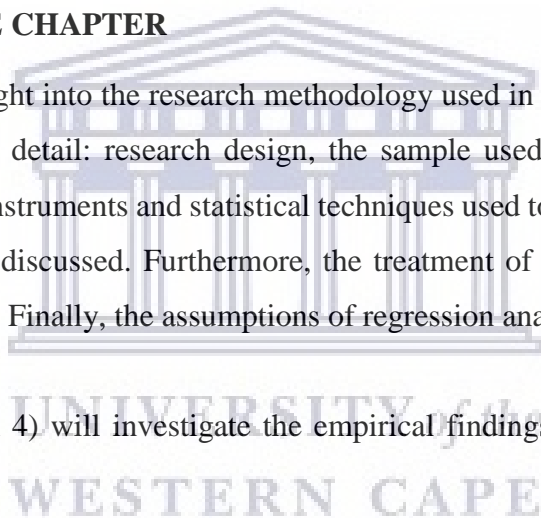 E CHAPTER
ght into the research methodology used in
detail: research design, the sample used
nstruments and statistical techniques used to
discussed. Furthermore, the treatment of
Finally, the assumptions of regression ana
UNIVERSITY of the
4) will investigate the empirical findings
WESTERN CAPE